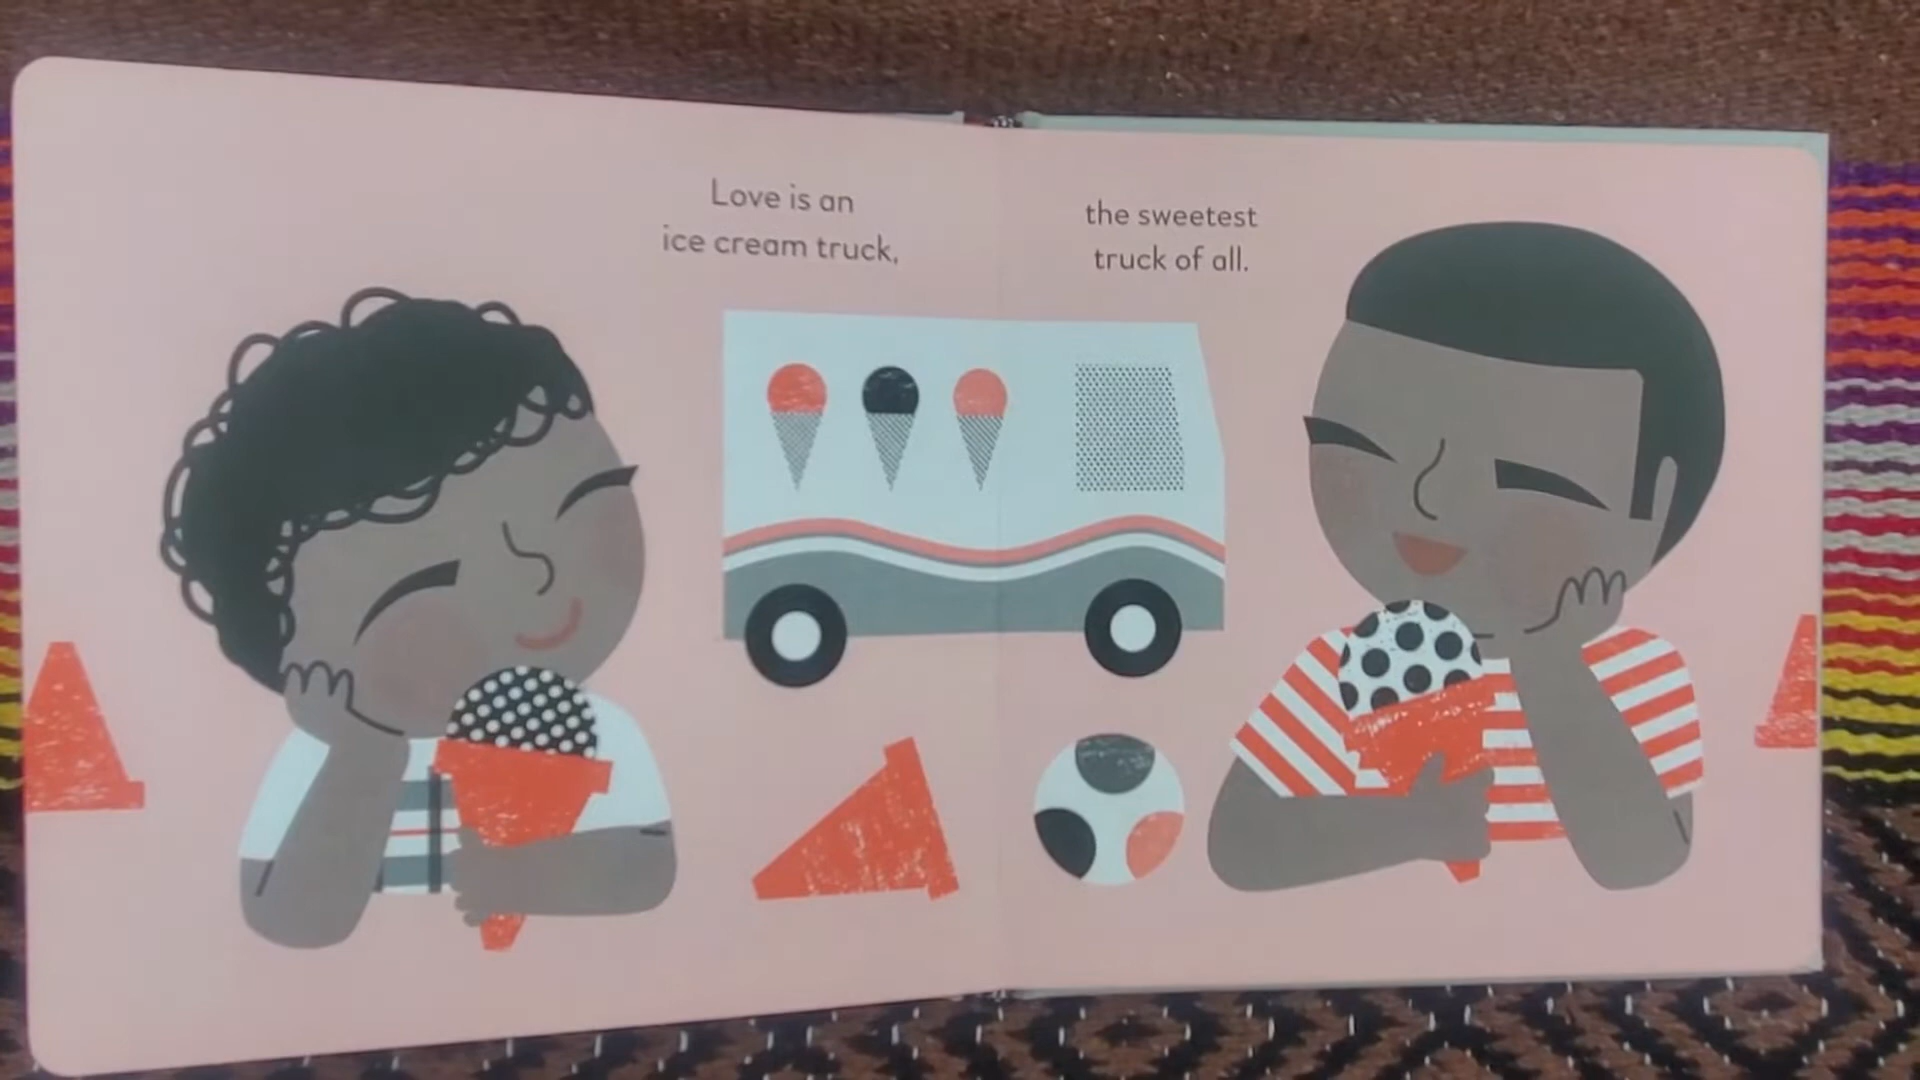 Love is an
ice cream truck,
the sweetest
truck of all.